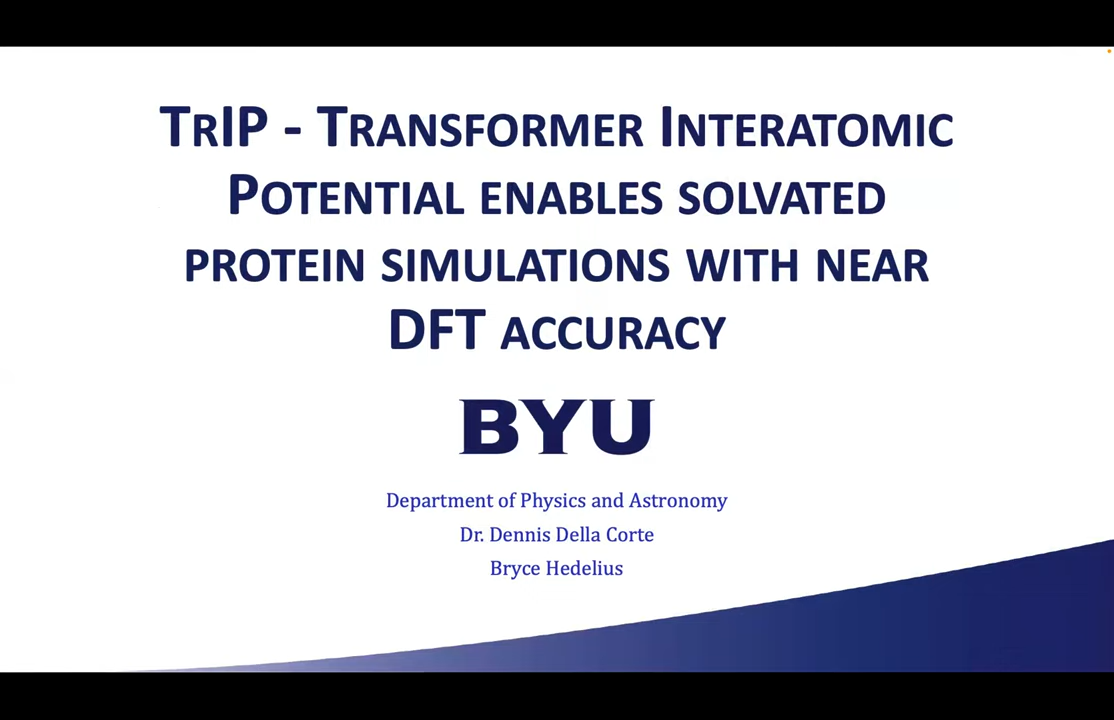 TrIP - Transformer Interatomic
Potential enables solvated
protein simulations with near
DFT accuracy
BYU
Department of Physics and Astronomy
Dr. Dennis Della Corte
Bryce Hedelius